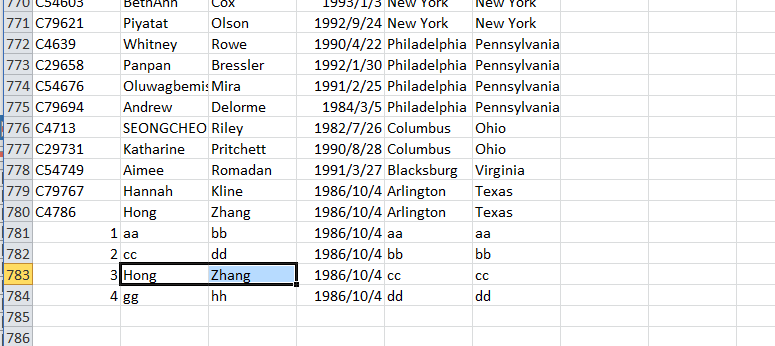 770 C54603 BethAnn Cox 1993/1/3 New York New York
771 C79621 Piyatat Olson 1992/9/24 New York New York
772 C4639 Whitney Rowe 1990/4/22 Philadelphia Pennsylvania
773 C29658 Panpan Bressler 1992/1/30 Philadelphia Pennsylvania
774 C54676 Oluwagbemis Mira 1991/2/25 Philadelphia Pennsylvania
775 C79694 Andrew Delorme 1984/3/5 Philadelphia Pennsylvania
776 C4713 SEONGCHEO Riley 1982/7/26 Columbus Ohio
777 C29731 Katharine Pritchett 1990/8/28 Columbus Ohio
778 C54749 Aimee Romadan 1991/3/27 Blacksburg Virginia
779 C79767 Hannah Kline 1986/10/4 Arlington Texas
780 C4786 Hong Zhang 1986/10/4 Arlington Texas
781 1 aa bb 1986/10/4 aa aa
782 2 cc dd 1986/10/4 bb bb
783 3 Hong Zhang 1986/10/4 cc cc
784 4 gg hh 1986/10/4 dd dd
785
786